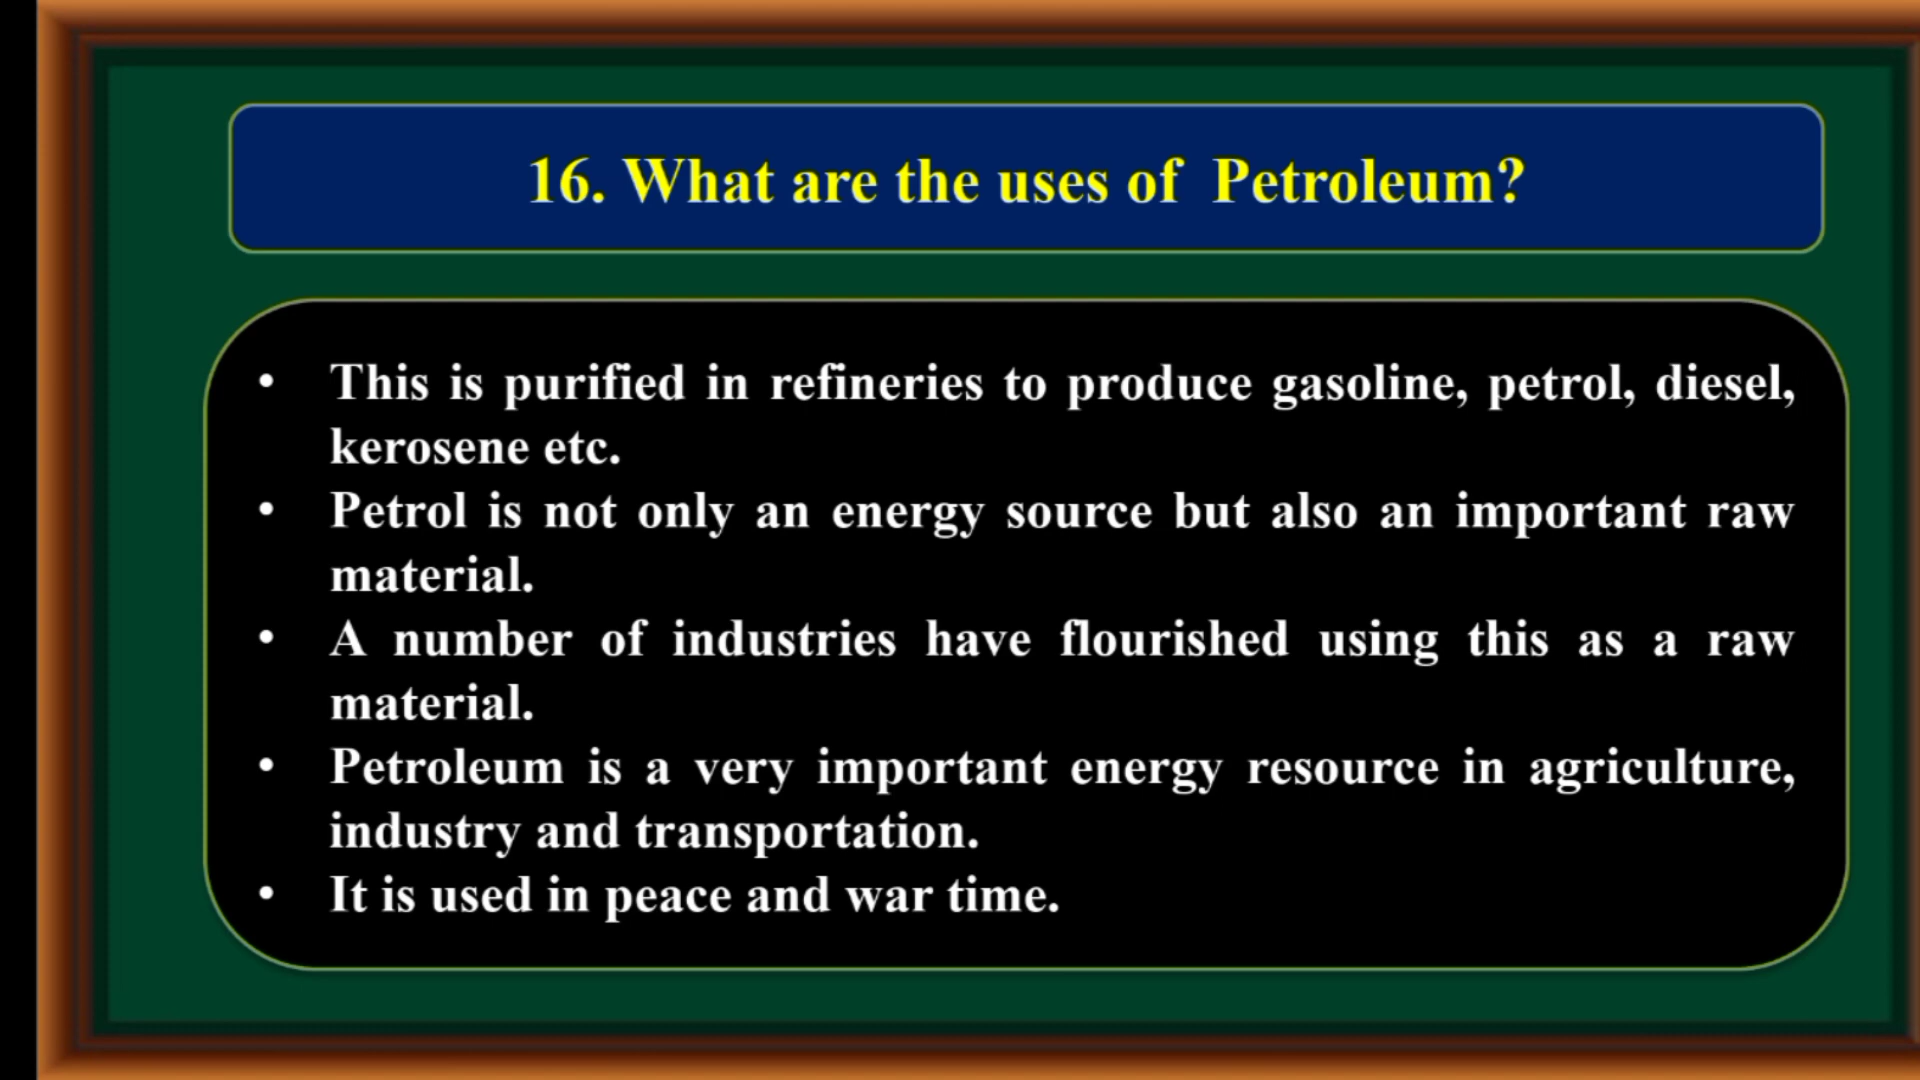 16. What are the uses of Petroleum?
• This is purified in refineries to produce gasoline, petrol, diesel,
kerosene etc.
• Petrol is not only an energy source but also an important raw
material.
• A number of industries have flourished using this as a raw
material.
• Petroleum is a very important energy resource in agriculture,
industry and transportation.
• It is used in peace and war time.